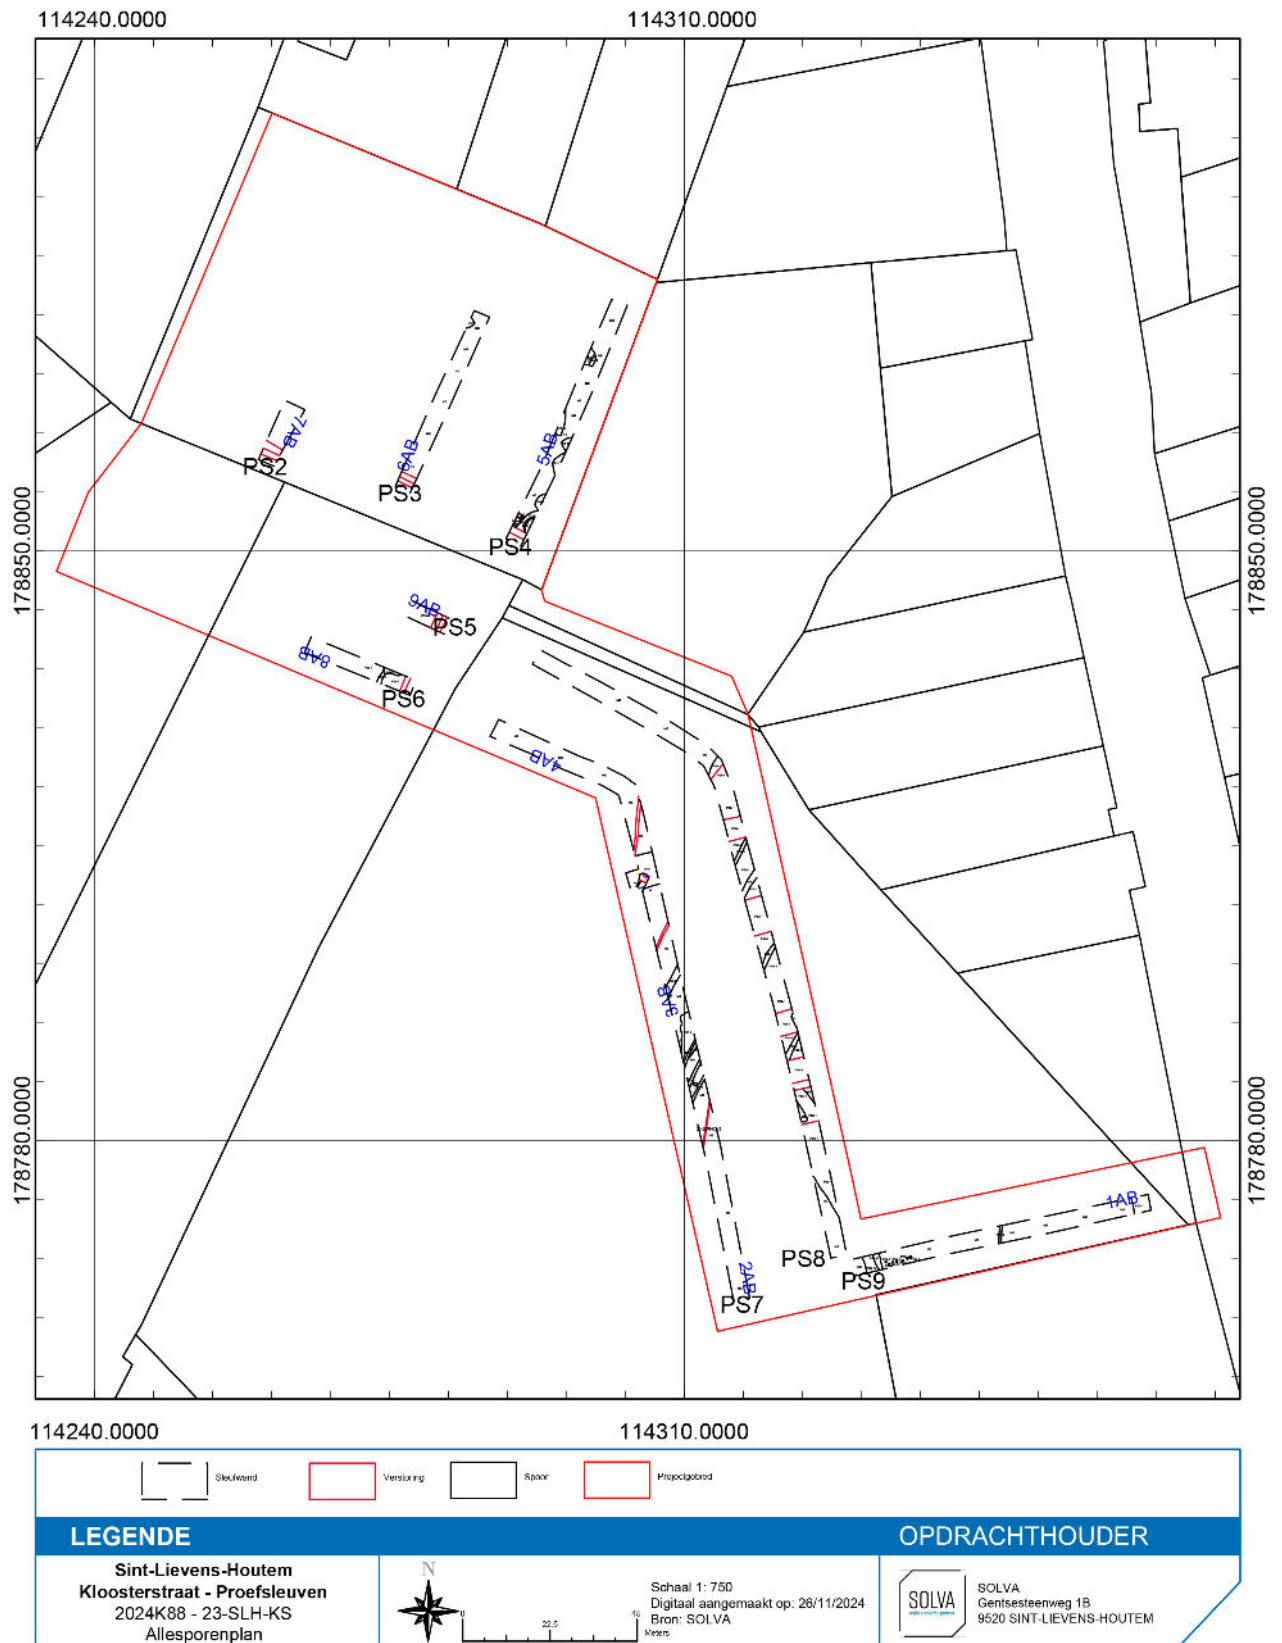 114240.0000
114310.0000
178850.0000
178850.0000
7AB
PS2
6AB
PS3
5AB
PS4
9AB
PS5
8AB
PS6
4AB
3AB
178780.0000
178780.0000
1AB
PS8
PS9
2AB
PS7
114240.0000
114310.0000
Sleufwand
Verstoring
Spoor
Projectgebied
LEGENDE
OPDRACHTHOUDER
Sint-Lievens-Houtem
Kloosterstraat - Proefsleuven
2024K88 - 23-SLH-KS
Allesporenplan
N
0
22.5
45
Meters
Schaal 1: 750
Digitaal aangemaakt op: 26/11/2024
Bron: SOLVA
SOLVA
SOLVA
Gentsesteenweg 1B
9520 SINT-LIEVENS-HOUTEM